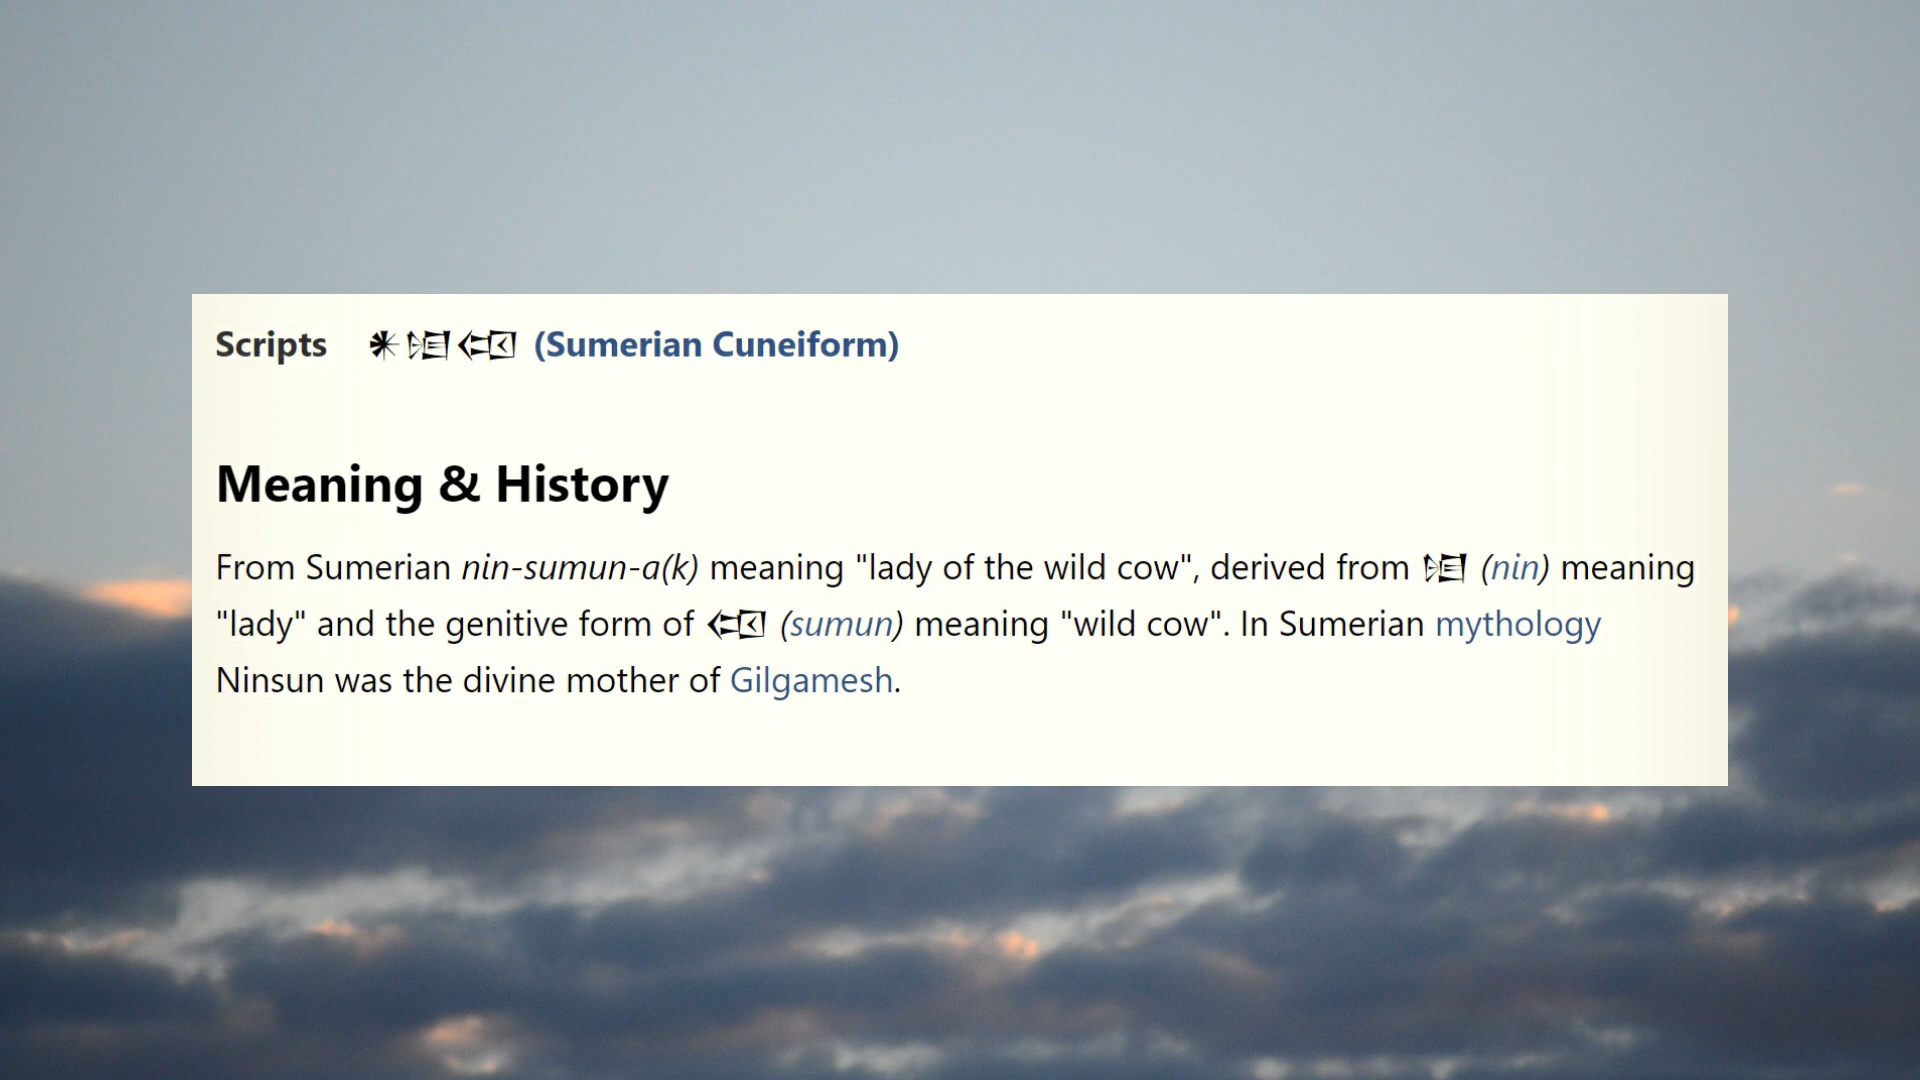 Scripts 𒀭𒊩𒌆𒄢 (Sumerian Cuneiform)
Meaning & History
From Sumerian nin-sumun-a(k) meaning "lady of the wild cow", derived from 𒊩𒌆 (nin) meaning
"lady" and the genitive form of 𒄢 (sumun) meaning "wild cow". In Sumerian mythology
Ninsun was the divine mother of Gilgamesh.